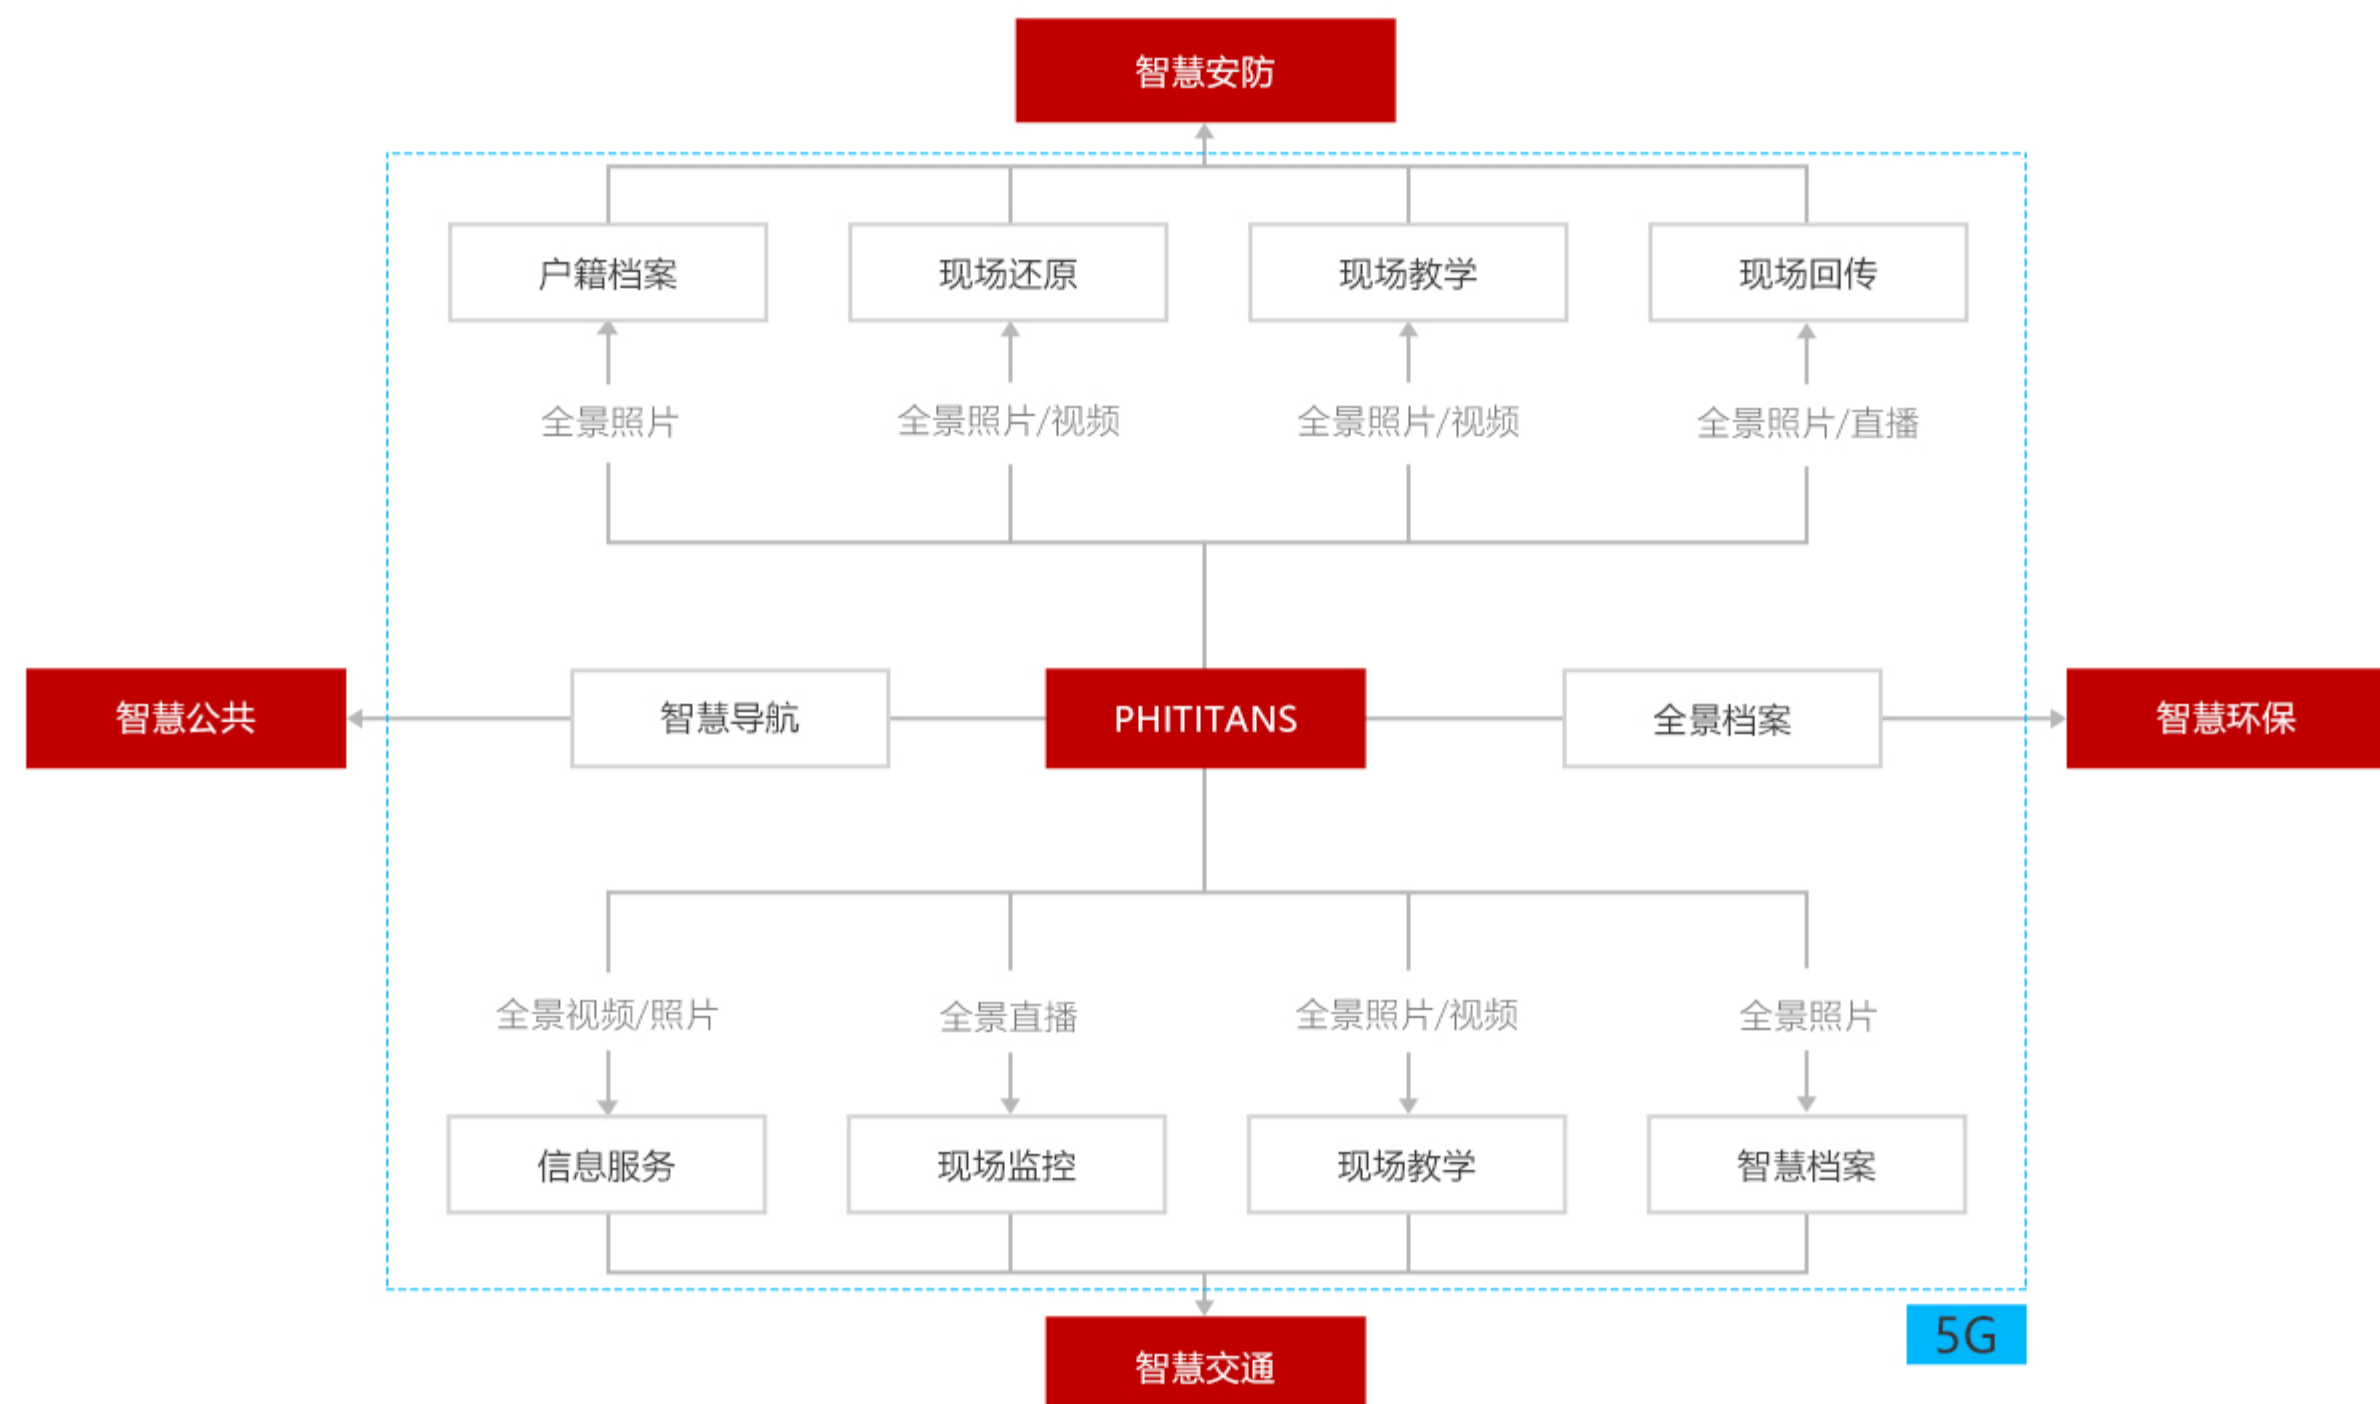 智慧安防
户籍档案
现场还原
现场教学
现场回传
全景照片
全景照片/视频
全景照片/视频
全景照片/直播
智慧公共
智慧导航
PHITITANS
全景档案
智慧环保
全景视频/照片
全景直播
全景照片/视频
全景照片
信息服务
现场监控
现场教学
智慧档案
5G
智慧交通